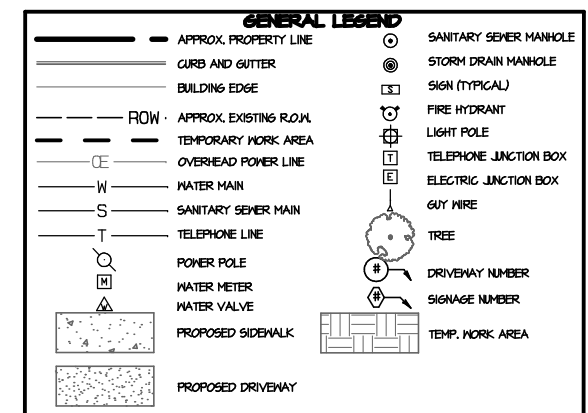 GENERAL LEGEND
APPROX. PROPERTY LINE
CURB AND GUTTER
BUILDING EDGE
ROW APPROX. EXISTING R.O.W.
TEMPORARY WORK AREA
OE OVERHEAD POWER LINE
W WATER MAIN
S SANITARY SEWER MAIN
T TELEPHONE LINE
POWER POLE
M WATER METER
W WATER VALVE
PROPOSED SIDEWALK
PROPOSED DRIVEWAY
SANITARY SEWER MANHOLE
STORM DRAIN MANHOLE
S SIGN (TYPICAL)
FIRE HYDRANT
LIGHT POLE
T TELEPHONE JUNCTION BOX
E ELECTRIC JUNCTION BOX
GUY WIRE
TREE
# DRIVEWAY NUMBER
# SIGNAGE NUMBER
TEMP. WORK AREA